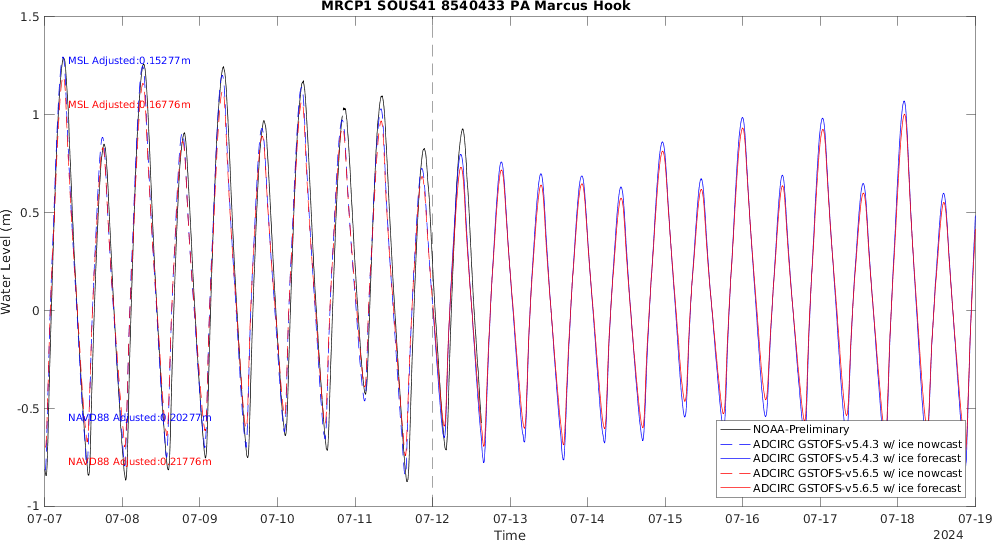 MRCP1 SOUS41 8540433 PA Marcus Hook
Water Level (m)
1.5
1
0.5
0
-0.5
-1
MSL Adjusted:0.15277m
MSL Adjusted:0.16776m
NAVD88 Adjusted:0.20277m
NAVD88 Adjusted:0.21776m
NOAA-Preliminary
ADCIRC GSTOFS-v5.4.3 w/ ice nowcast
ADCIRC GSTOFS-v5.4.3 w/ ice forecast
ADCIRC GSTOFS-v5.6.5 w/ ice nowcast
ADCIRC GSTOFS-v5.6.5 w/ ice forecast
07-07 07-08 07-09 07-10 07-11 07-12 07-13 07-14 07-15 07-16 07-17 07-18 07-19
Time
2024